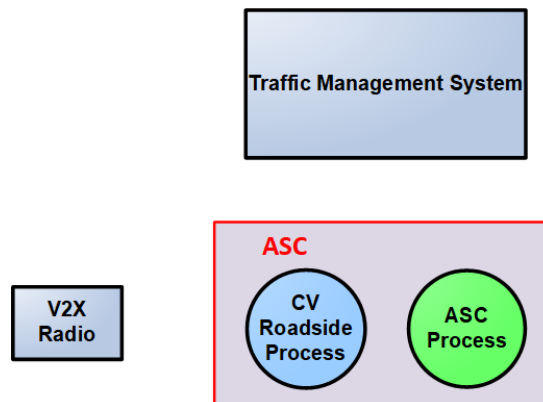 Traffic Management System
ASC
V2X
Radio
CV
Roadside
Process
ASC
Process